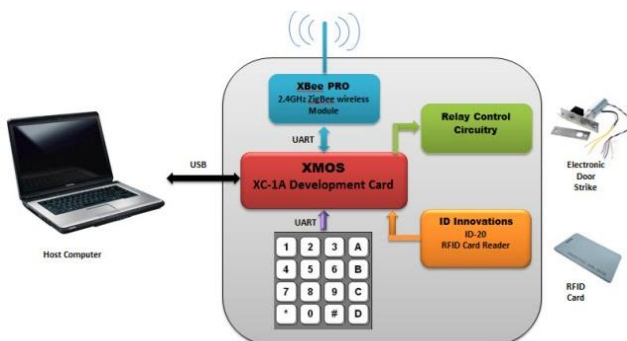 XBee PRO
2.4GHz ZigBee wireless
Module
UART
Relay Control
Circuitry
USB
XMOS
XC-1A Development Card
Electronic
Door
Strike
UART
ID Innovations
ID-20
RFID Card Reader
Host Computer
1 2 3 A
4 5 6 B
7 8 9 C
* 0 # D
RFID
Card